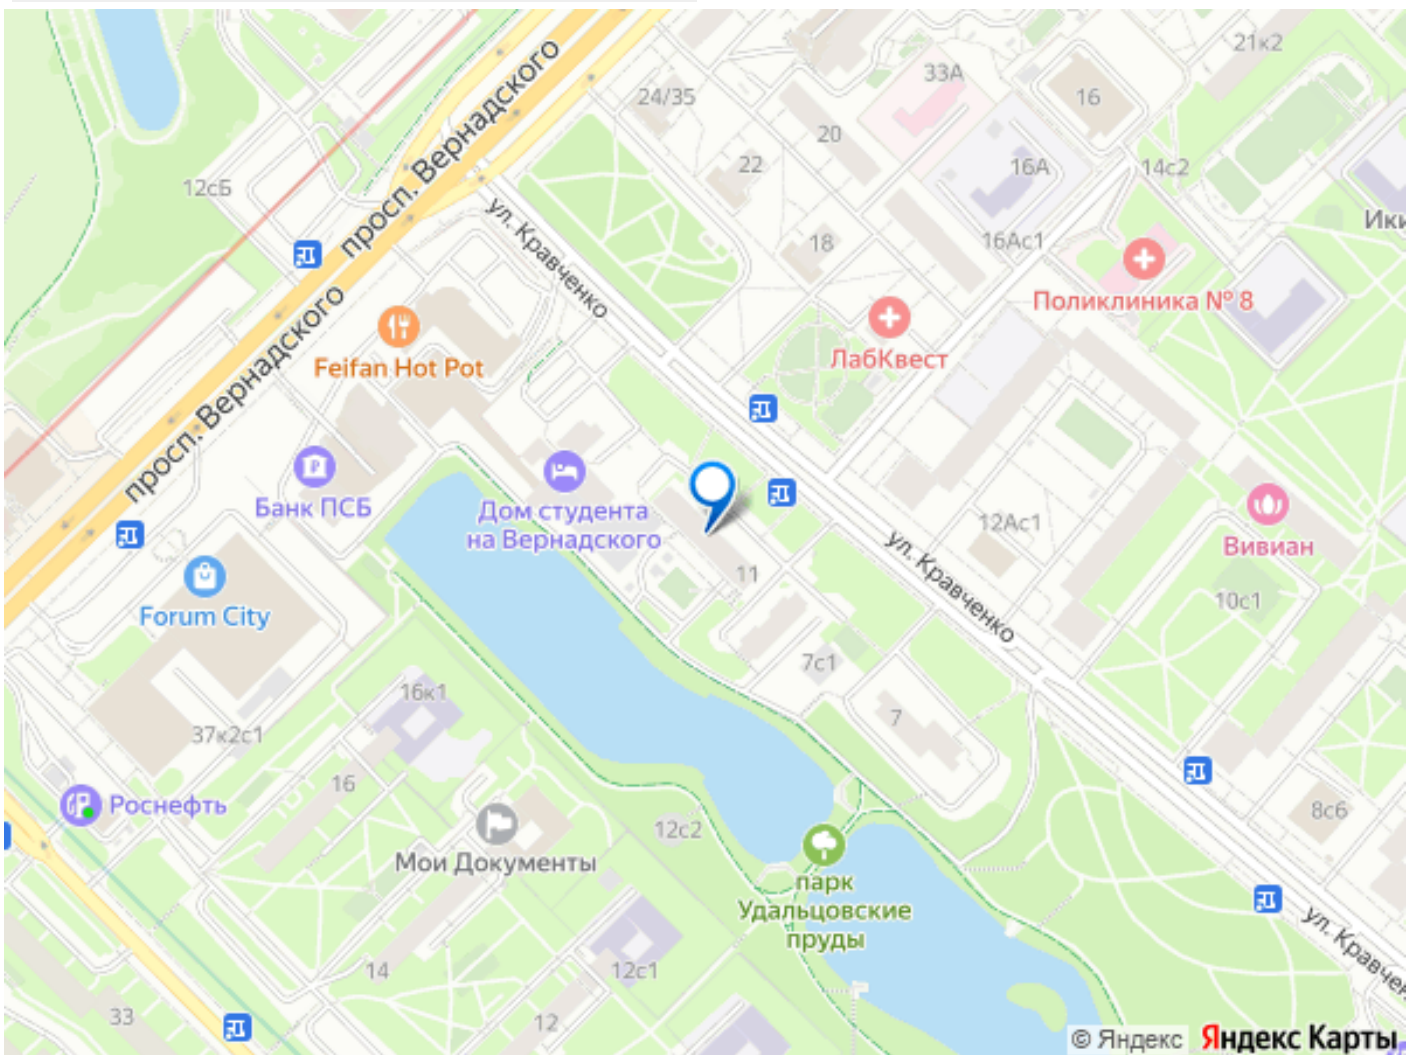 21к2
33А
24/35
16
20
22
16А
14с2
12с5
просп. Вернадского
ул. Кравченко
18
16Ас1
Ики
Поликлиника № 8
просп. Вернадского
Feifan Hot Pot
ЛабКвест
Банк ПСБ
Дом студента
на Вернадского
12Ас1
Вивиан
ул. Кравченко
11
10с1
Forum City
7с1
16к1
7
37к2с1
16
Роснефть
12с2
8с6
Мои Документы
парк
Удальцовские
пруды
ул. Кравченко
14
12с1
33
12
© Яндекс Яндекс Карты